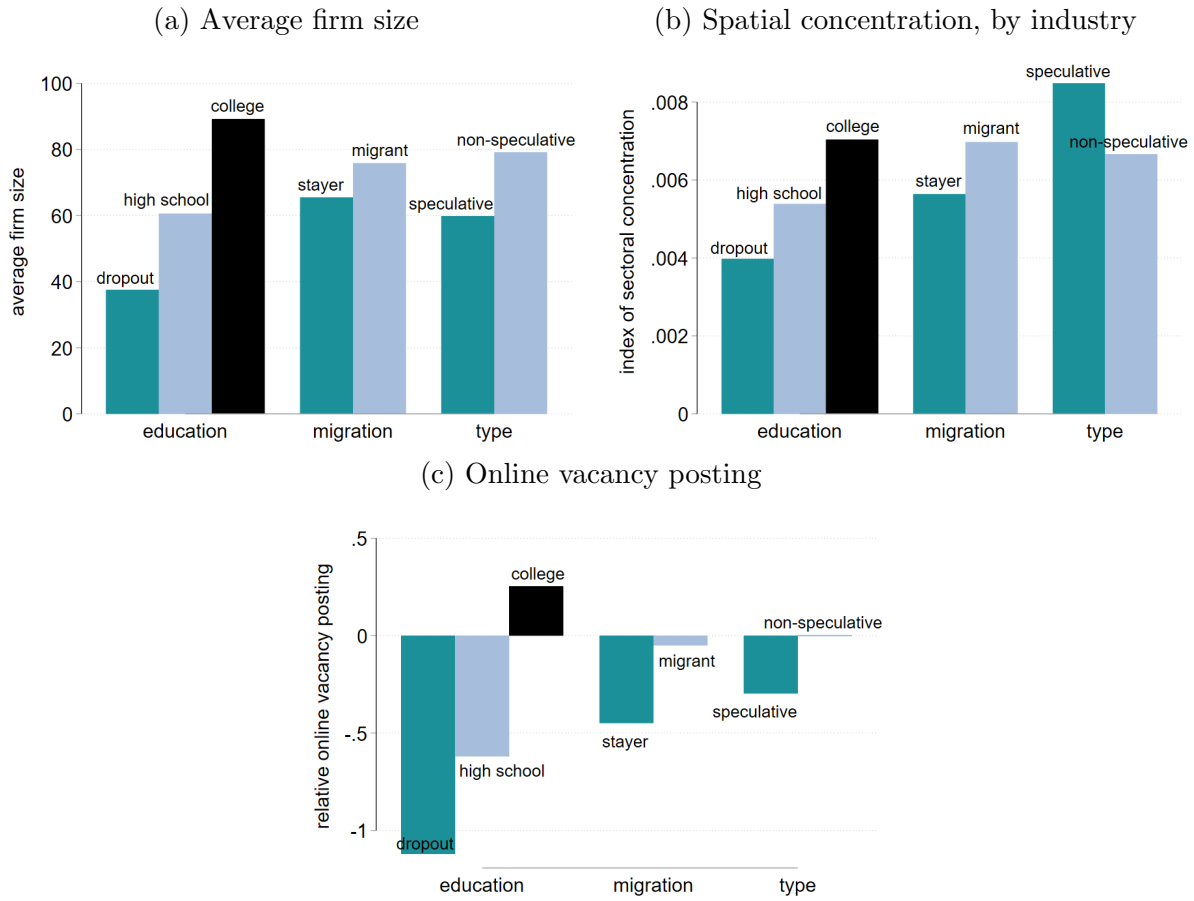 (a) Average firm size
100
80
60
40
20
0
average firm size
dropout
high school
college
stayer
migrant
speculative
non-speculative
education
migration
type
(b) Spatial concentration, by industry
.008
.006
.004
.002
0
index of sectoral concentration
dropout
high school
college
stayer
migrant
speculative
non-speculative
education
migration
type
(c) Online vacancy posting
.5
0
-.5
-1
relative online vacancy posting
dropout
high school
college
stayer
migrant
speculative
non-speculative
education
migration
type